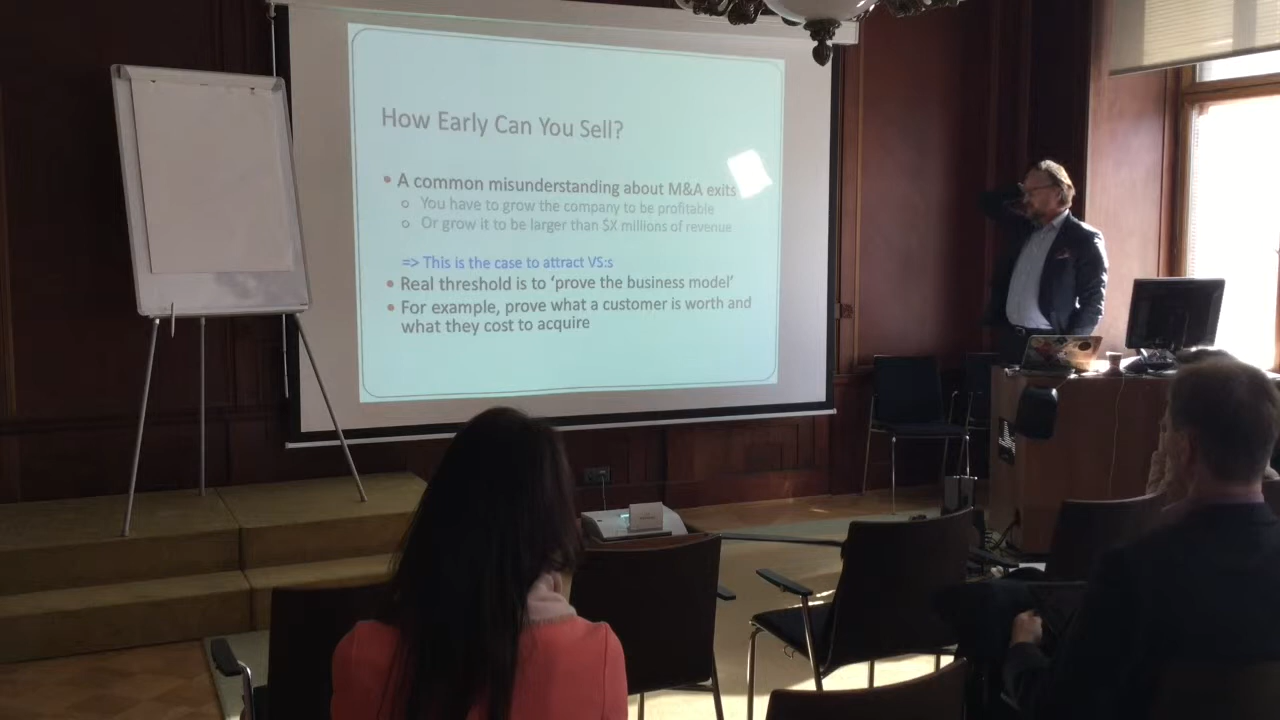 How Early Can You Sell?
• A common misunderstanding about M&A exits
○ You have to grow the company to be profitable
○ Or grow it to be larger than $X millions of revenue
=> This is the case to attract VS:s
• Real threshold is to ‘prove the business model’
• For example, prove what a customer is worth and
what they cost to acquire